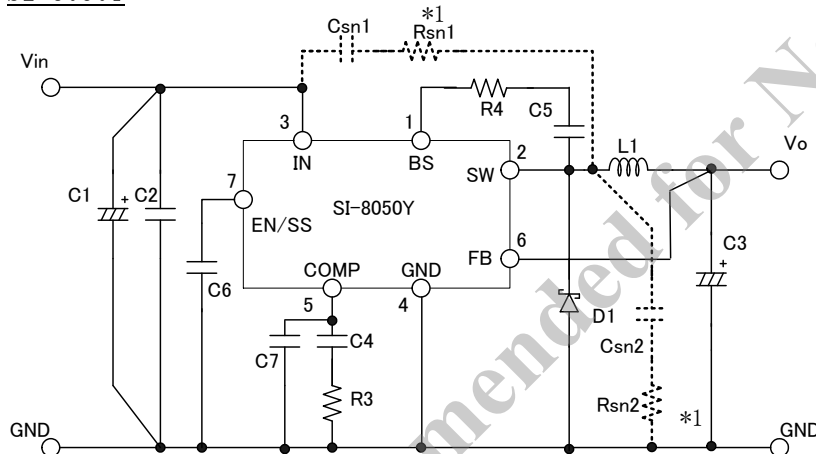 *1
Csn1
Rsn1
Vin
R4
C5
3
1
L1
Vo
IN
BS
2
SW
7
C1
+
C2
SI-8050Y
EN/SS
6
FB
C3
+
COMP
GND
C6
5
4
D1
C7
C4
Csn2
R3
Rsn2
*1
GND
GND
mended for N